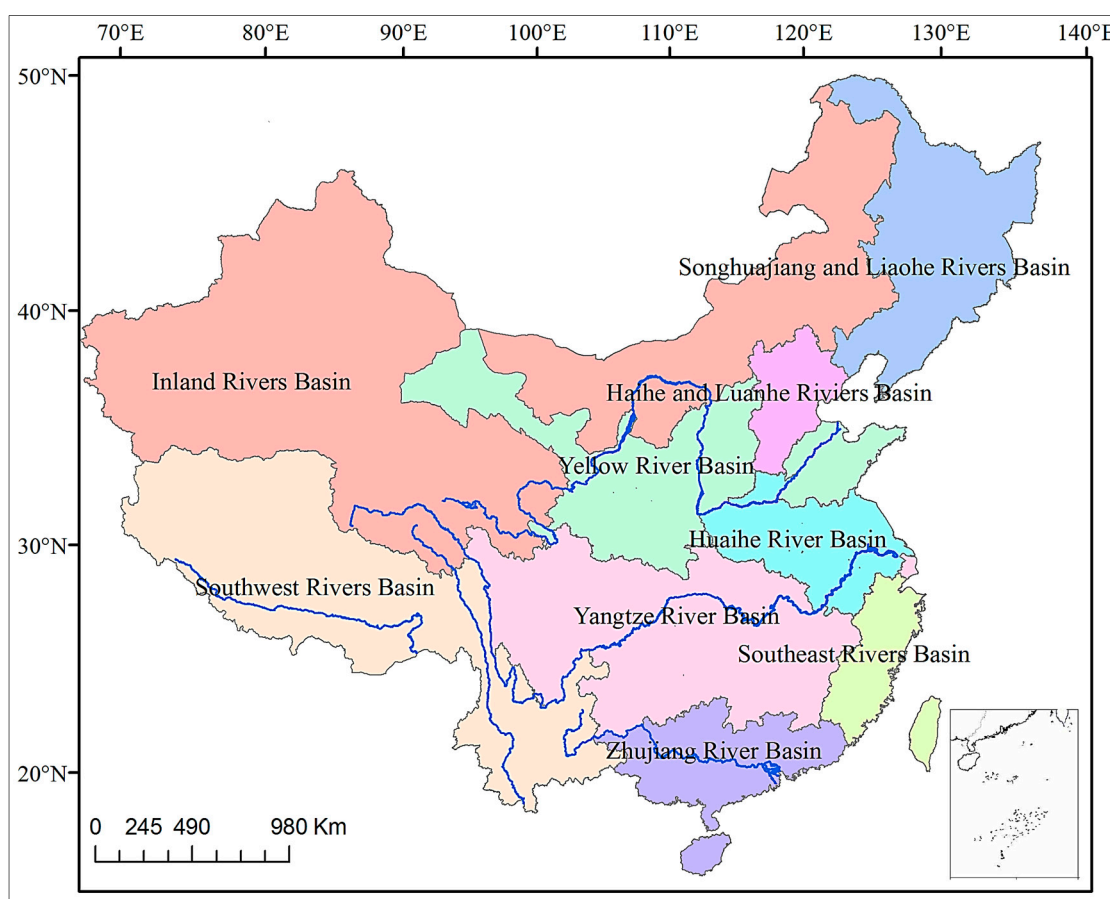 70°E 80°E 90°E 100°E 110°E 120°E 130°E 140°E
50°N
Songhuajiang and Liaohe Rivers Basin
40°N
Inland Rivers Basin
Haihe and Luanhe Riviers Basin
Yellow River Basin
Huaihe River Basin
30°N
Southwest Rivers Basin
Yangtze River Basin
Southeast Rivers Basin
Zhujiang River Basin
20°N
0 245 490 980 Km